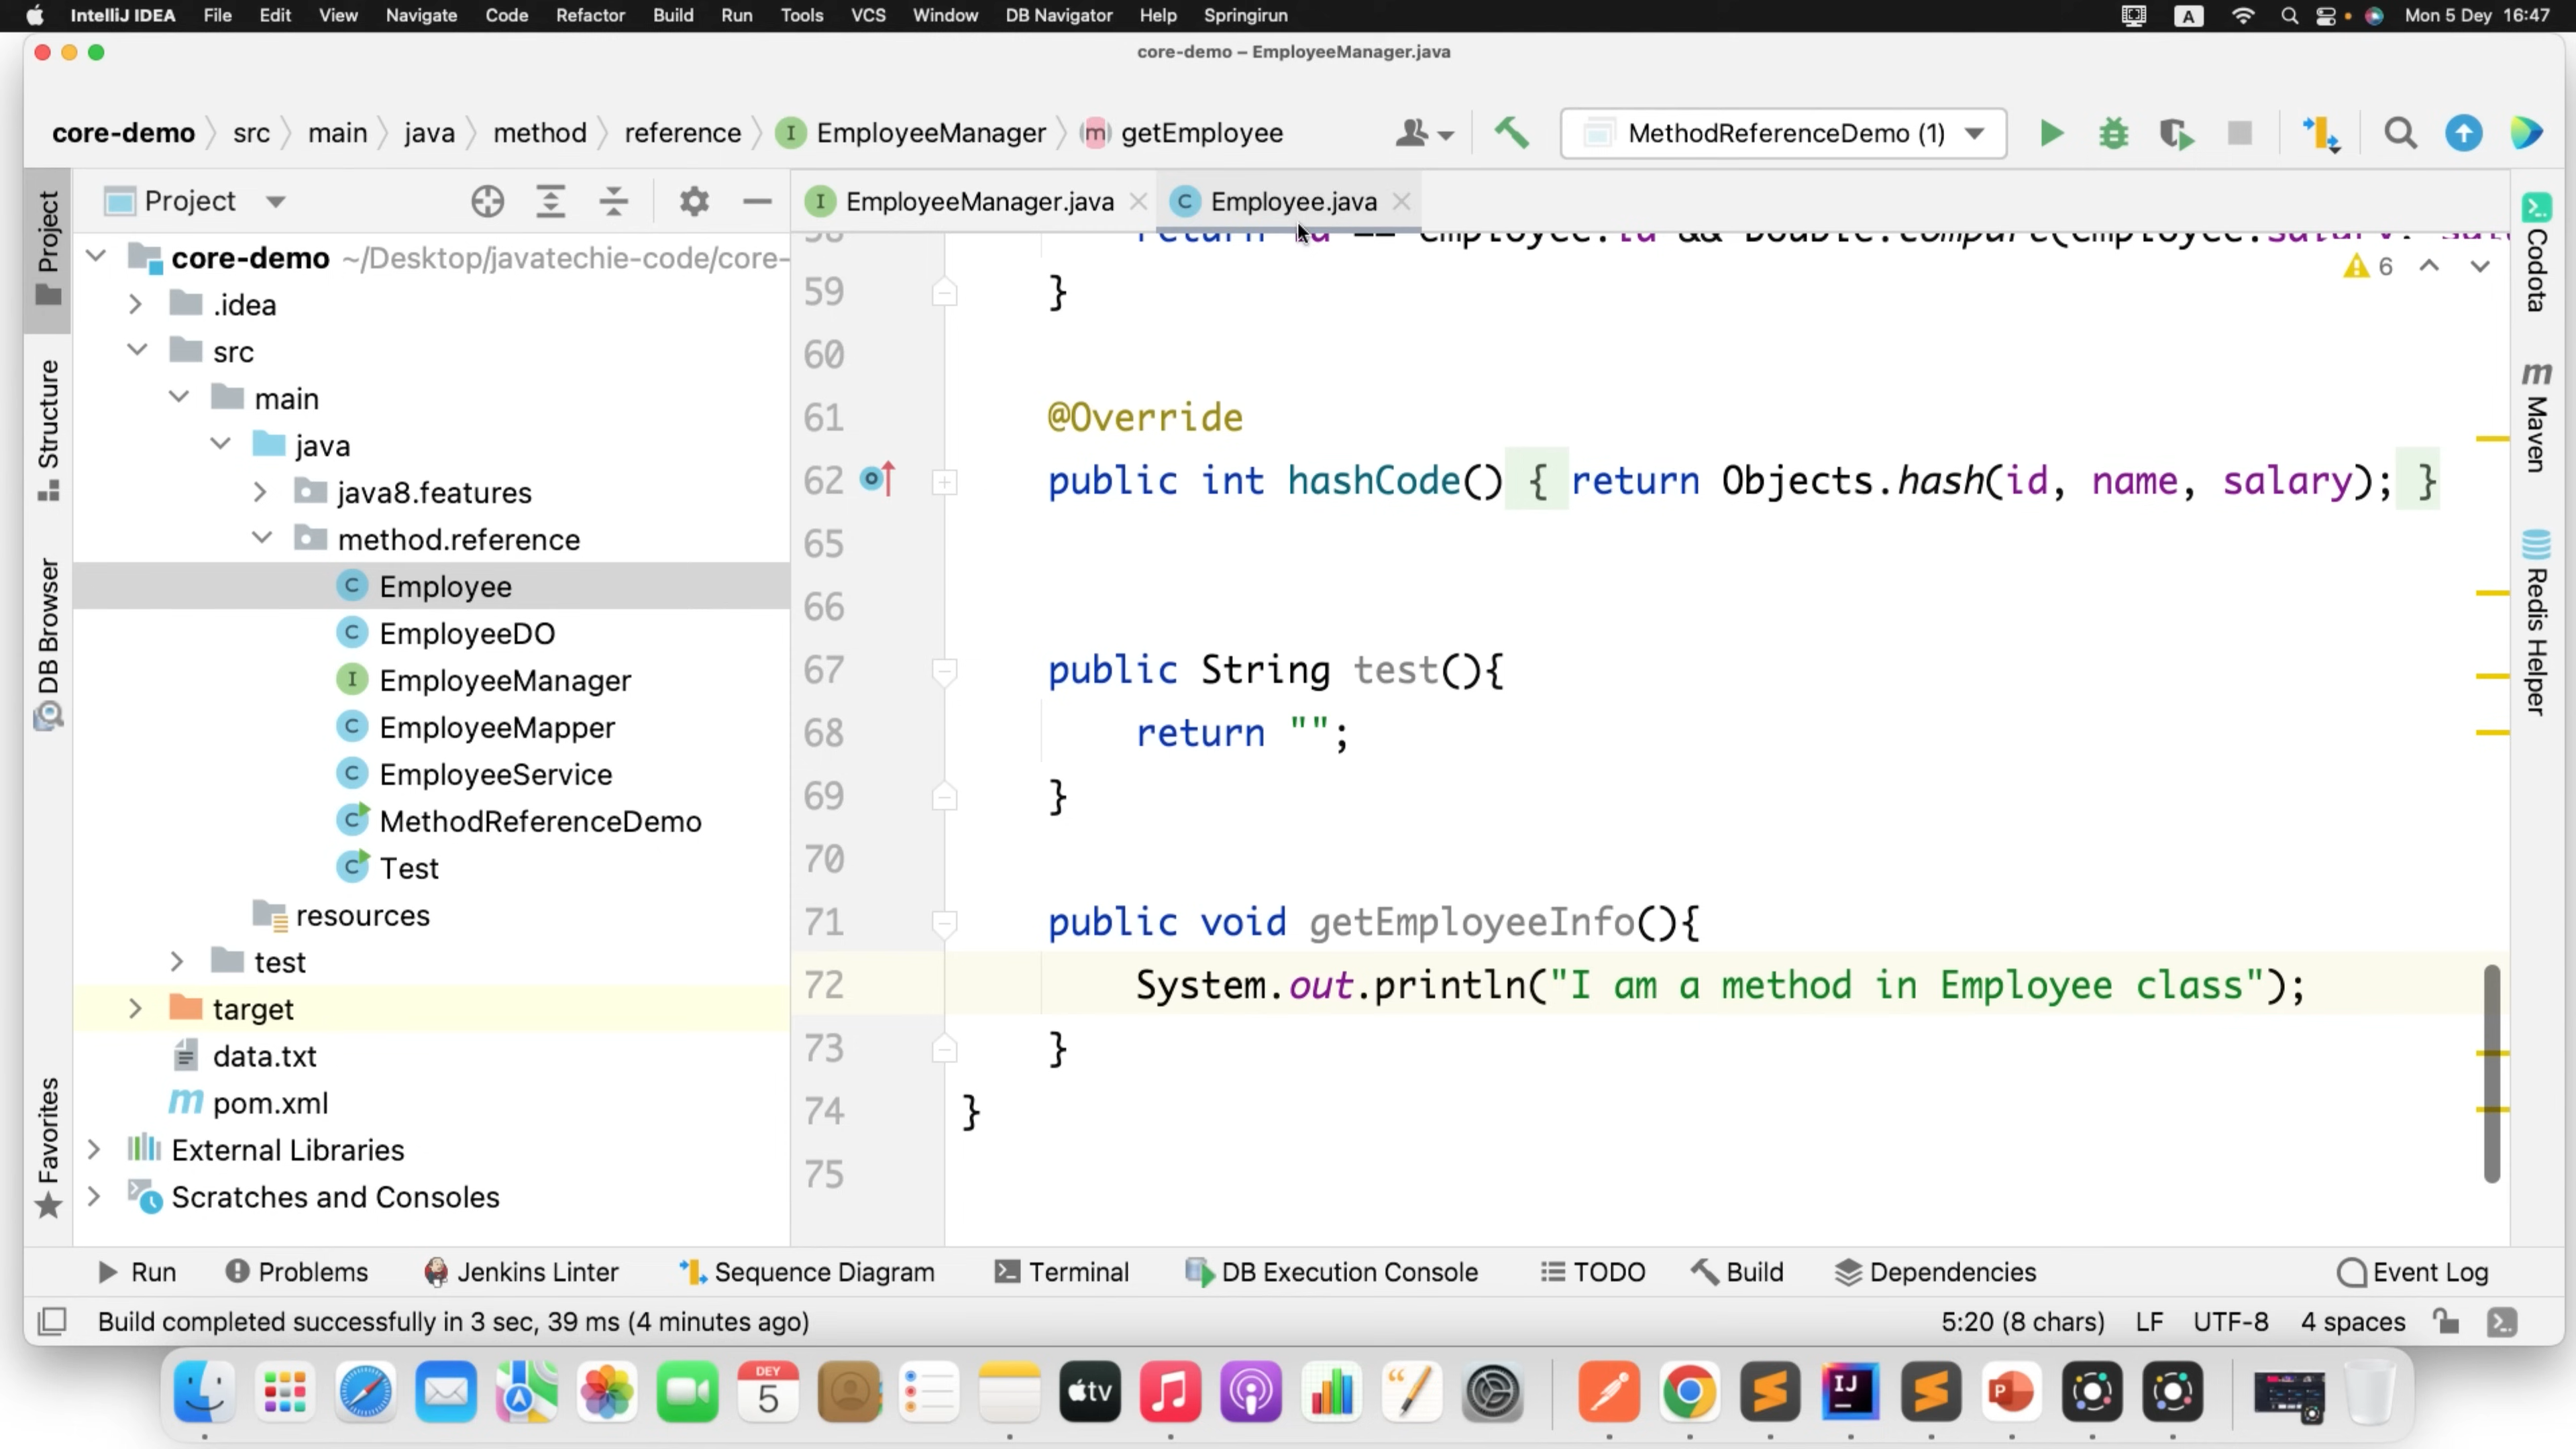 IntelliJ IDEA File Edit View Navigate Code Refactor Build Run Tools VCS Window DB Navigator Help Springirun A Mon 5 Dey 16:47
core-demo – EmployeeManager.java
core-demo src main java method reference I EmployeeManager m getEmployee MethodReferenceDemo (1)
Project
EmployeeManager.java
Employee.java
core-demo ~/Desktop/javatechie-code/core-
.idea
src
main
java
java8.features
method.reference
Employee
EmployeeDO
EmployeeManager
EmployeeMapper
EmployeeService
MethodReferenceDemo
Test
resources
test
target
data.txt
pom.xml
External Libraries
Scratches and Consoles
Project
Structure
DB Browser
Favorites
6
59 }
60
61 @Override
62 public int hashCode() { return Objects.hash(id, name, salary); }
65
66
67 public String test(){
68 return "";
69 }
70
71 public void getEmployeeInfo(){
72 System.out.println("I am a method in Employee class");
73 }
74 }
75
Codota
Maven
Redis Helper
Run Problems Jenkins Linter Sequence Diagram Terminal DB Execution Console TODO Build Dependencies Event Log
Build completed successfully in 3 sec, 39 ms (4 minutes ago) 5:20 (8 chars) LF UTF-8 4 spaces
DEY
5
tv
IJ
P